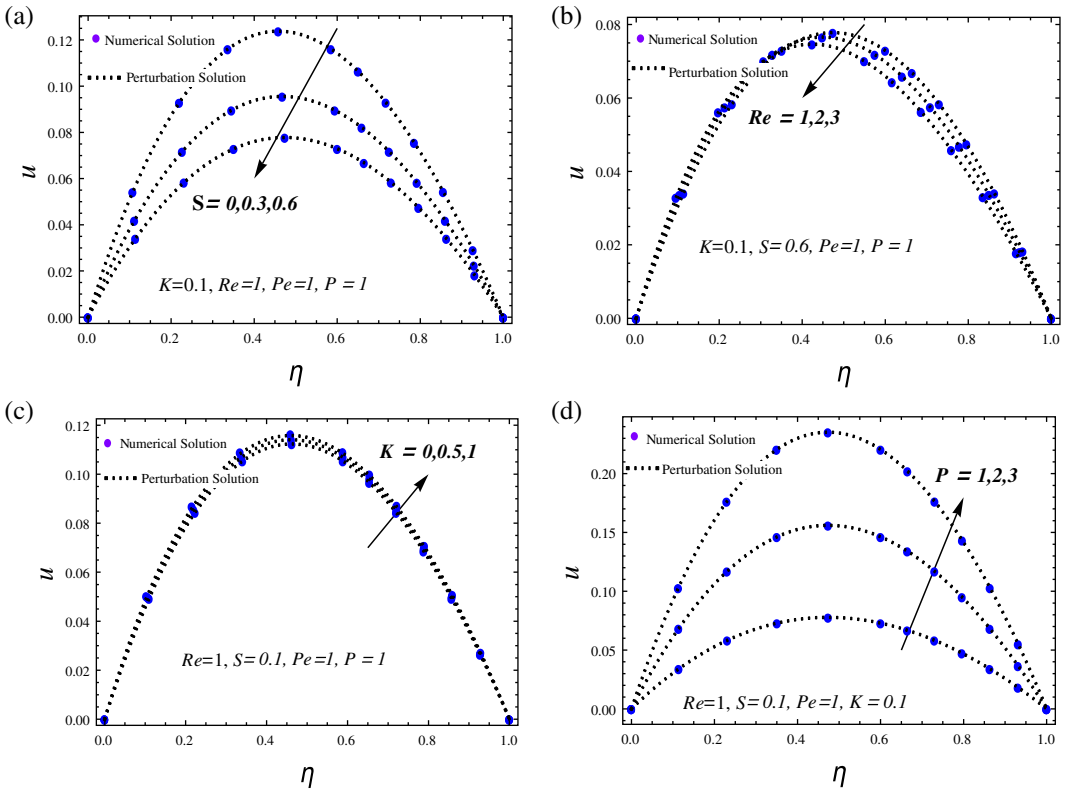 (a)
Numerical Solution
Perturbation Solution
S= 0,0.3,0.6
K=0.1, Re=1, Pe=1, P = 1
u
0.12
0.10
0.08
0.06
0.04
0.02
0.00
0.0 0.2 0.4 0.6 0.8 1.0
η
(b)
Numerical Solution
Perturbation Solution
Re = 1,2,3
K=0.1, S=0.6, Pe=1, P = 1
u
0.08
0.06
0.04
0.02
0.00
0.0 0.2 0.4 0.6 0.8 1.0
η
(c)
Numerical Solution
Perturbation Solution
K = 0,0.5,1
Re=1, S=0.1, Pe=1, P = 1
u
0.12
0.10
0.08
0.06
0.04
0.02
0.00
0.0 0.2 0.4 0.6 0.8 1.0
η
(d)
Numerical Solution
Perturbation Solution
P = 1,2,3
Re=1, S=0.1, Pe=1, K = 0.1
u
0.20
0.15
0.10
0.05
0.00
0.0 0.2 0.4 0.6 0.8 1.0
η